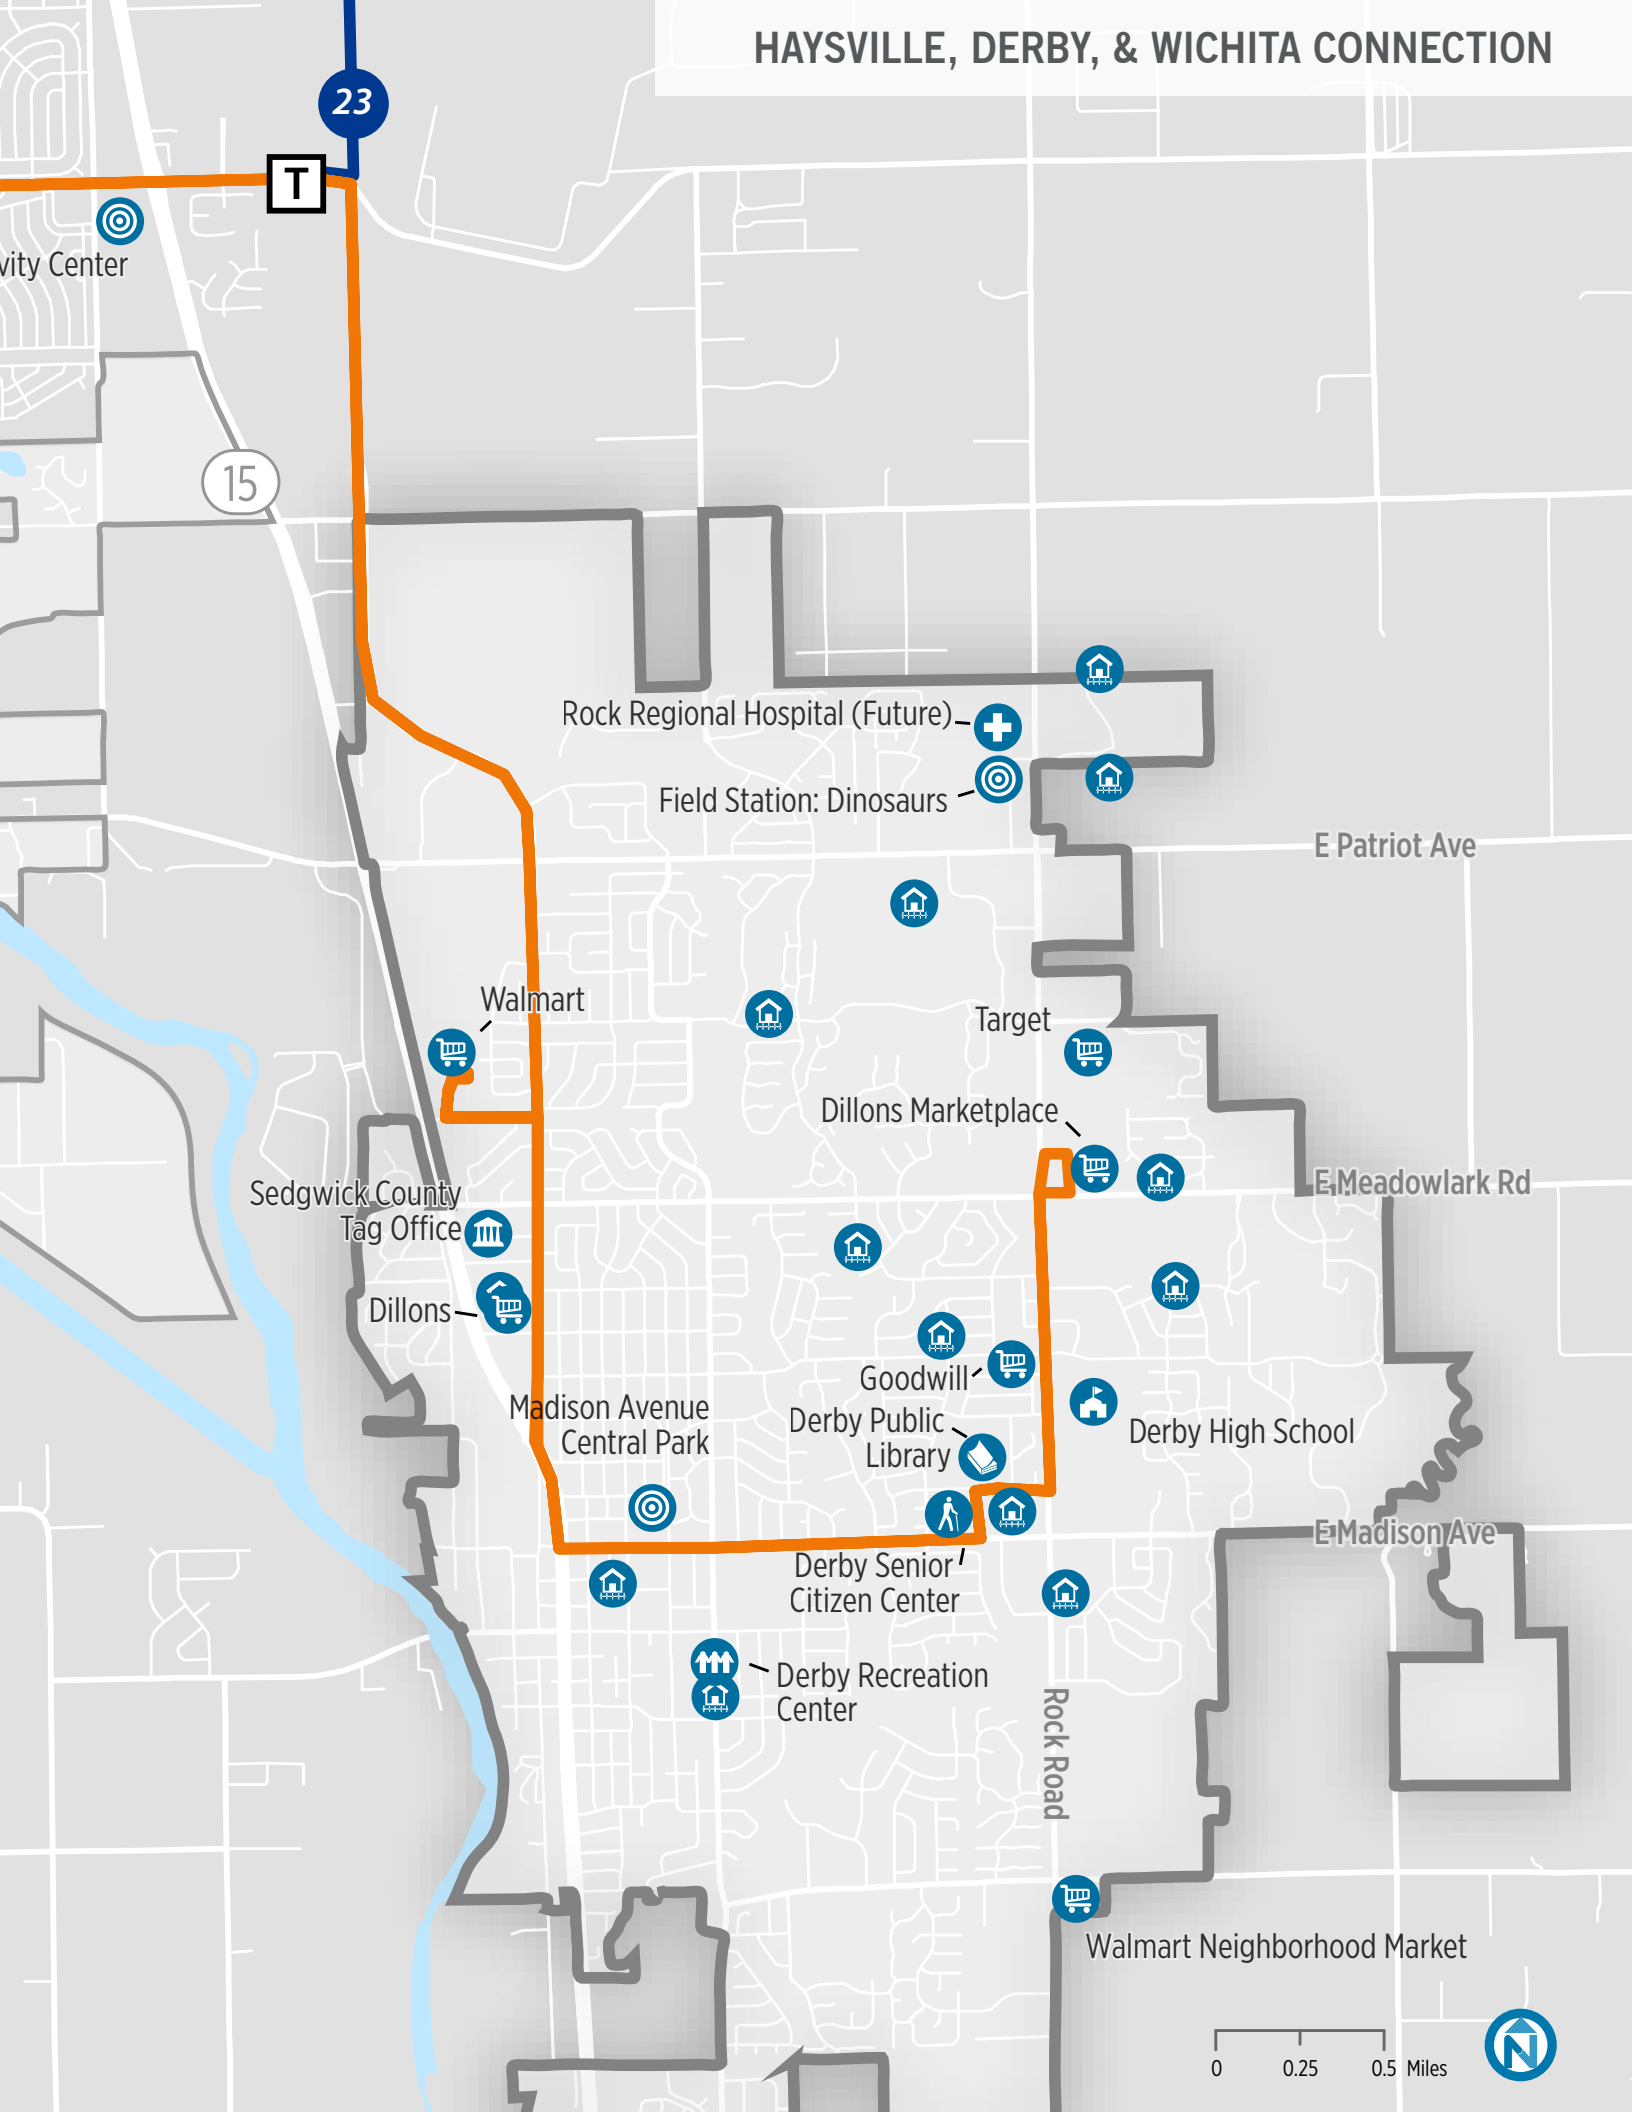 HAYSVILLE, DERBY, & WICHITA CONNECTION
23
T
vity Center
15
Rock Regional Hospital (Future)
Field Station: Dinosaurs
E Patriot Ave
Walmart
Target
Dillons Marketplace
E Meadowlark Rd
Sedgwick County
Tag Office
Dillons
Goodwill
Madison Avenue
Central Park
Derby Public
Library
Derby High School
E Madison Ave
Derby Senior
Citizen Center
Derby Recreation
Center
Rock Road
Walmart Neighborhood Market
0 0.25 0.5 Miles
N